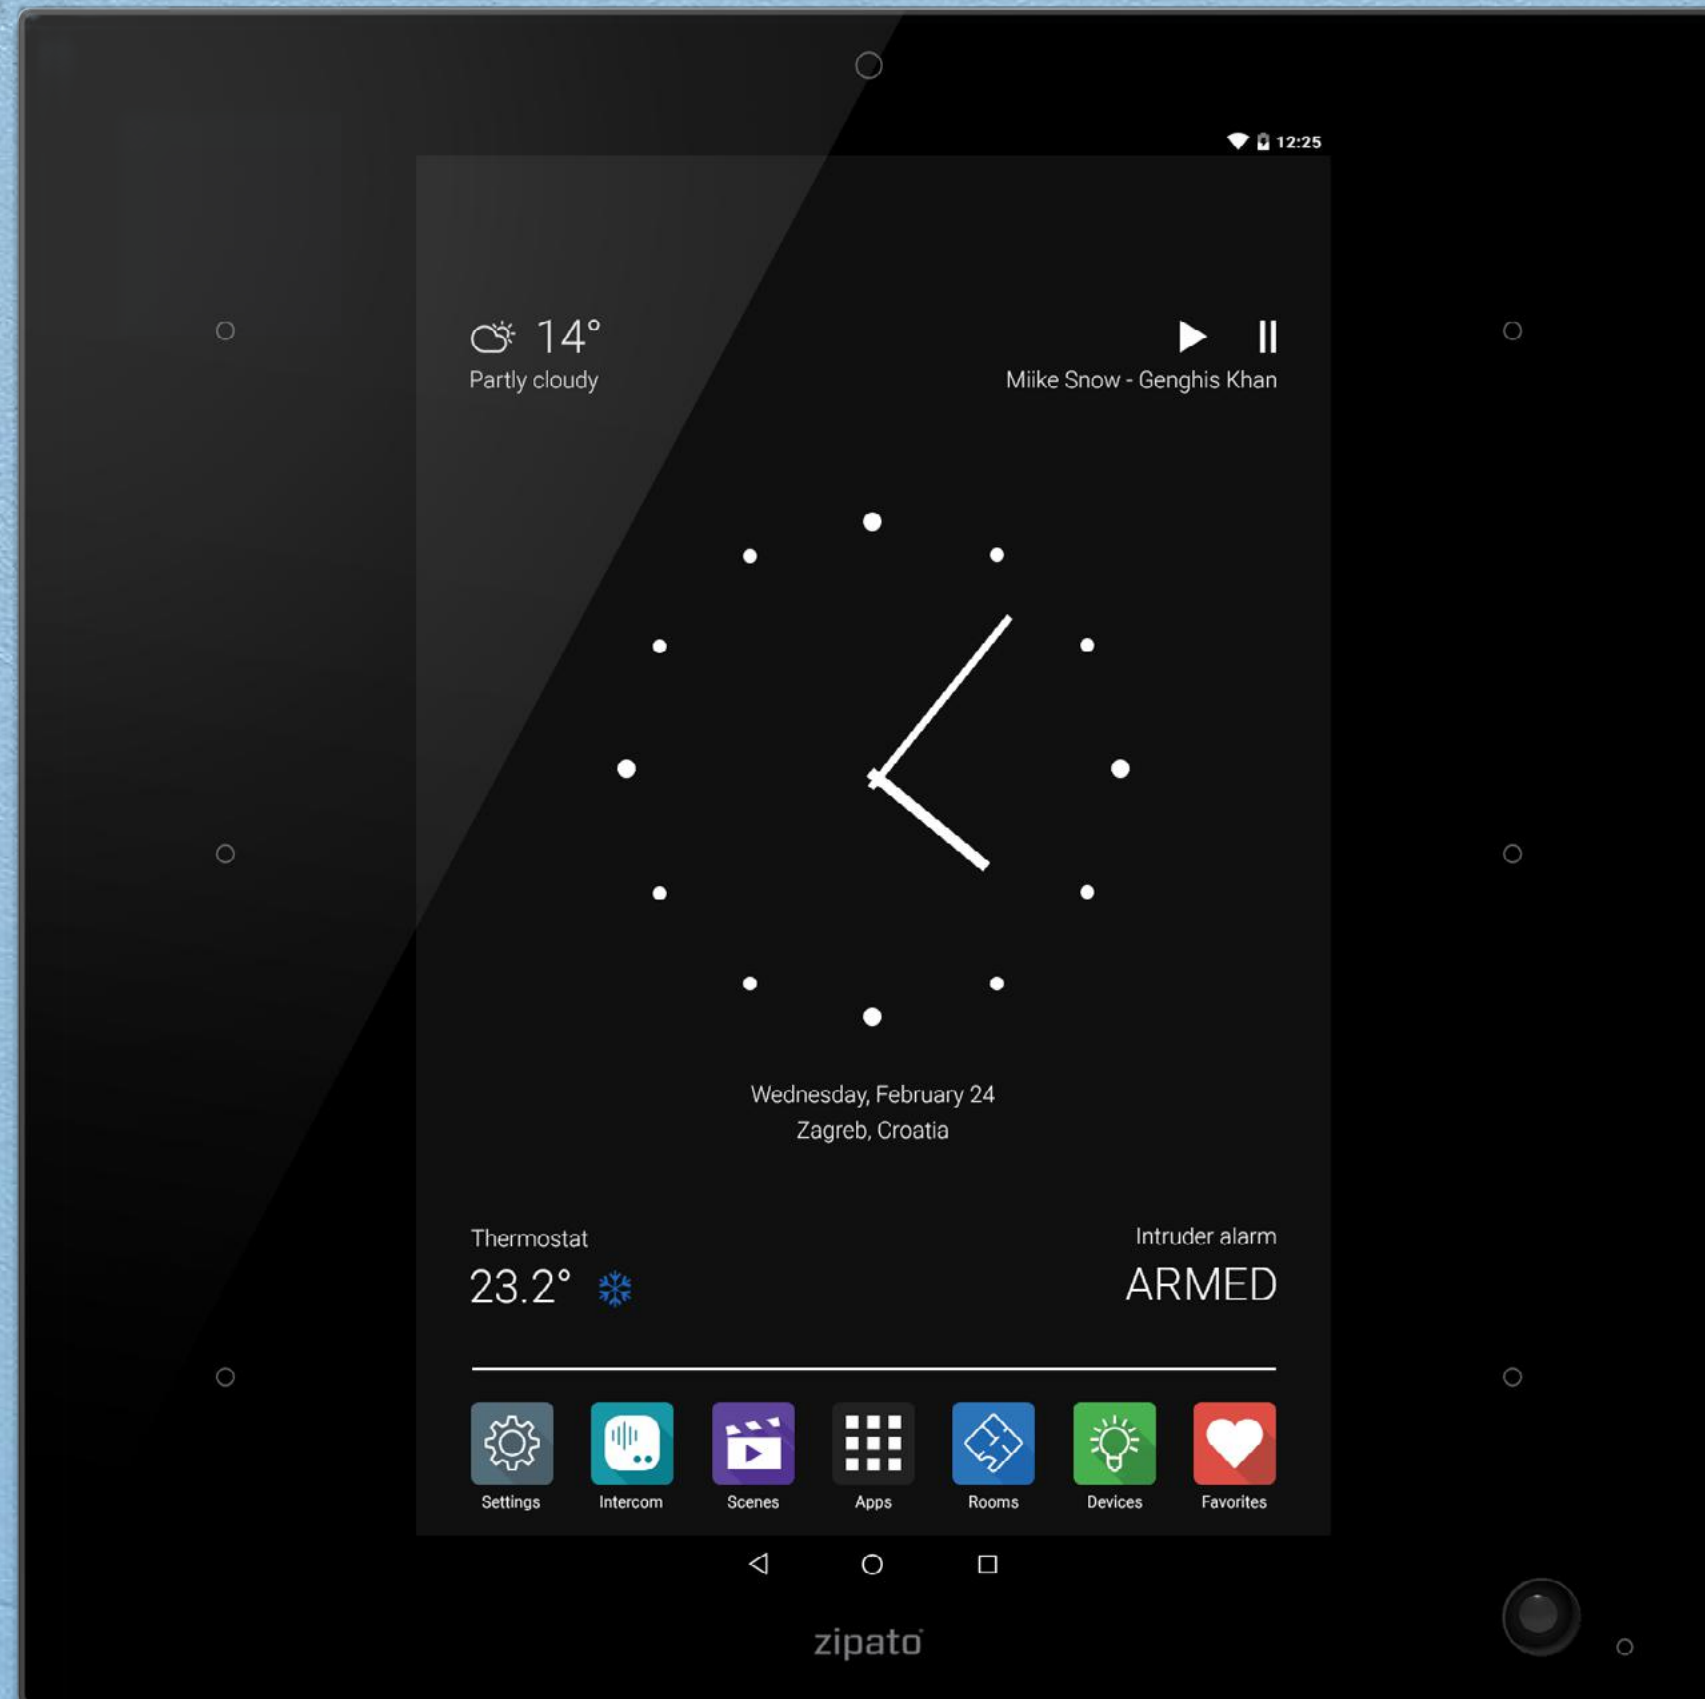 12:25
14°
Partly cloudy
Miike Snow - Genghis Khan
Wednesday, February 24
Zagreb, Croatia
Thermostat
23.2°
Intruder alarm
ARMED
Settings
Intercom
Scenes
Apps
Rooms
Devices
Favorites
zipato